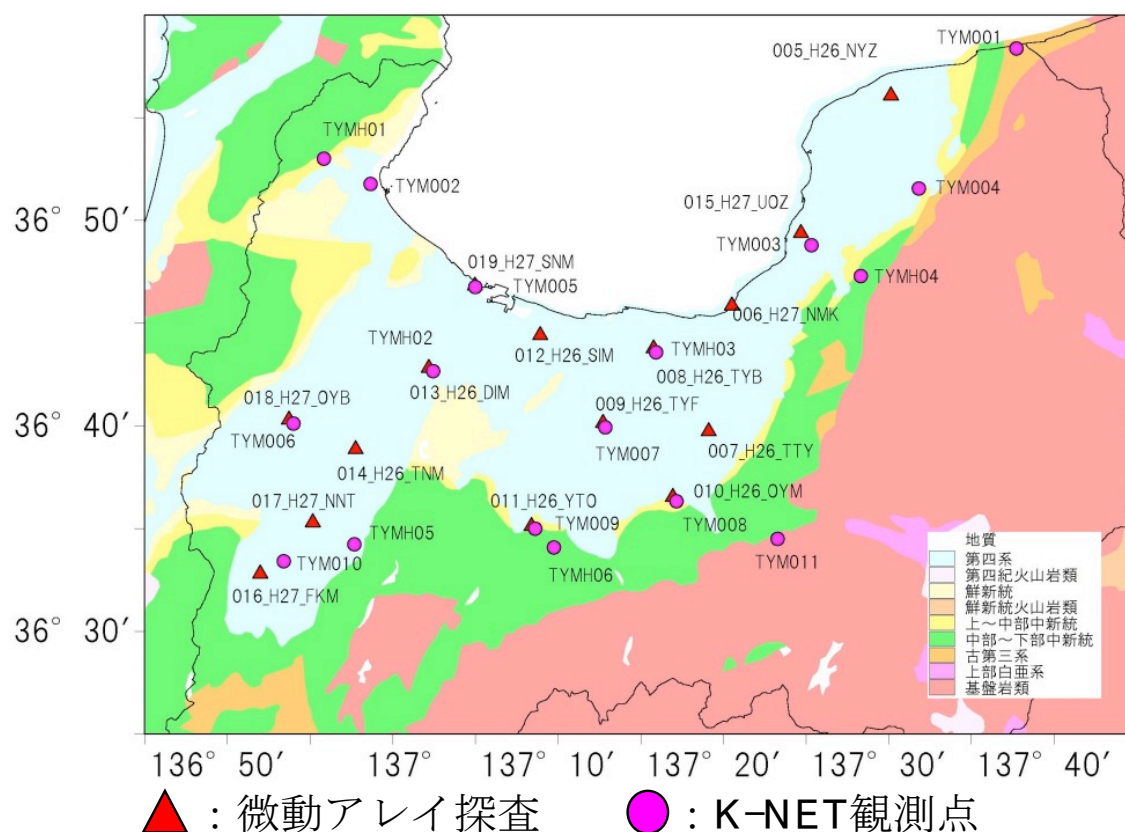 TYM001
005_H26_NYZ
TYMH01
TYM002
TYM004
36° 50′
015_H27_UOZ
TYM003
TYMH04
019_H27_SNM
TYM005
006_H27_NMK
TYMH02
012_H26_SIM
TYMH03
008_H26_TYB
013_H26_DIM
018_H27_OYB
009_H26_TYF
36° 40′
TYM006
TYM007
007_H26_TTY
014_H26_TNM
017_H27_NNT
011_H26_YTO
010_H26_OYM
TYMH05
TYM009
TYM008
TYM011
TYM010
TYMH06
016_H27_FKM
36° 30′
地質
第四系
第四紀火山岩類
鮮新統
鮮新統火山岩類
上～中部中新統
中部～下部中新統
古第三系
上部白亜系
基盤岩類
136° 50′ 137° 137° 10′ 137° 20′ 137° 30′ 137° 40′
：微動アレイ探査 ：K-NET観測点